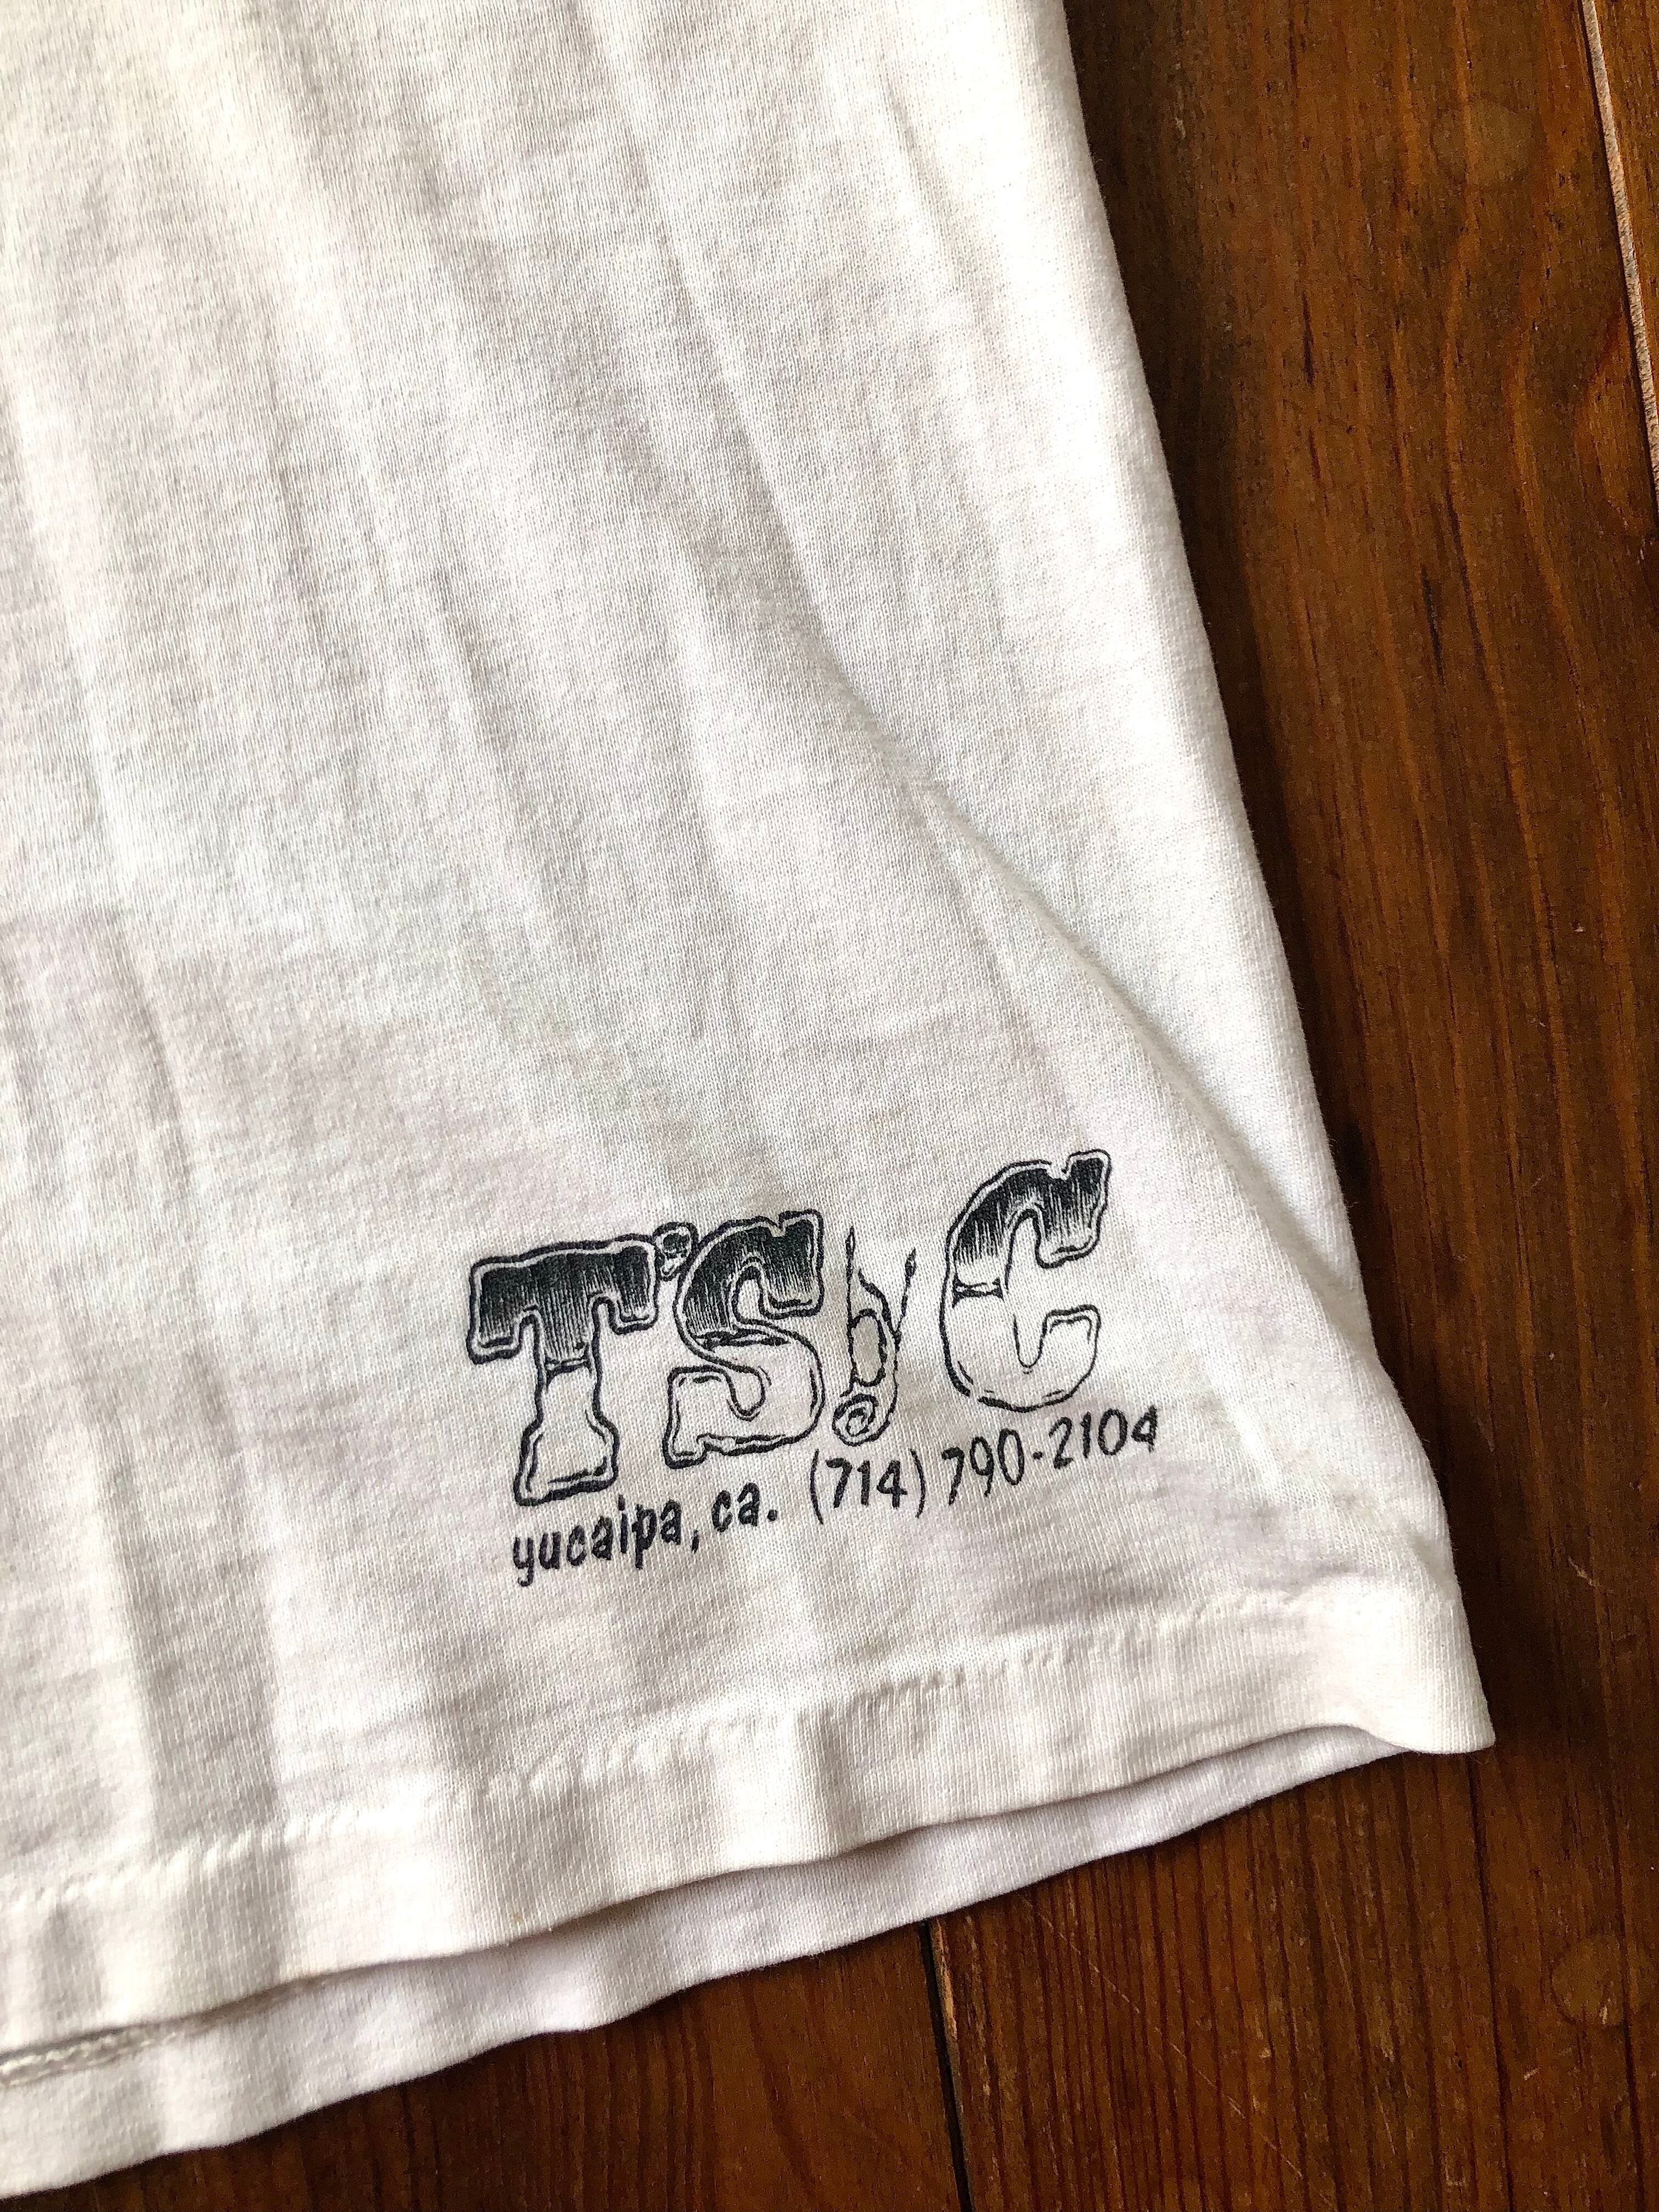 T'S by C
yucaipa, ca. (714) 790-2104